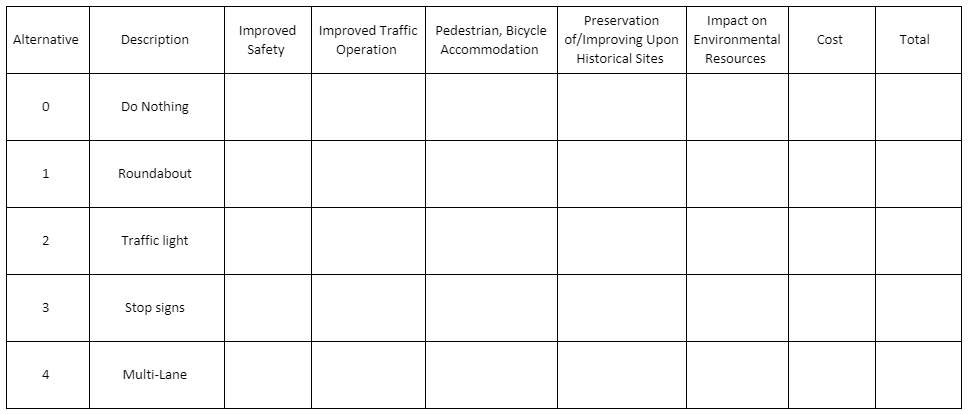 Alternative
Description
Improved
Safety
Improved Traffic
Operation
Pedestrian, Bicycle
Accommodation
Preservation
of/Improving Upon
Historical Sites
Impact on
Environmental
Resources
Cost
Total
0
Do Nothing
1
Roundabout
2
Traffic light
3
Stop signs
4
Multi-Lane